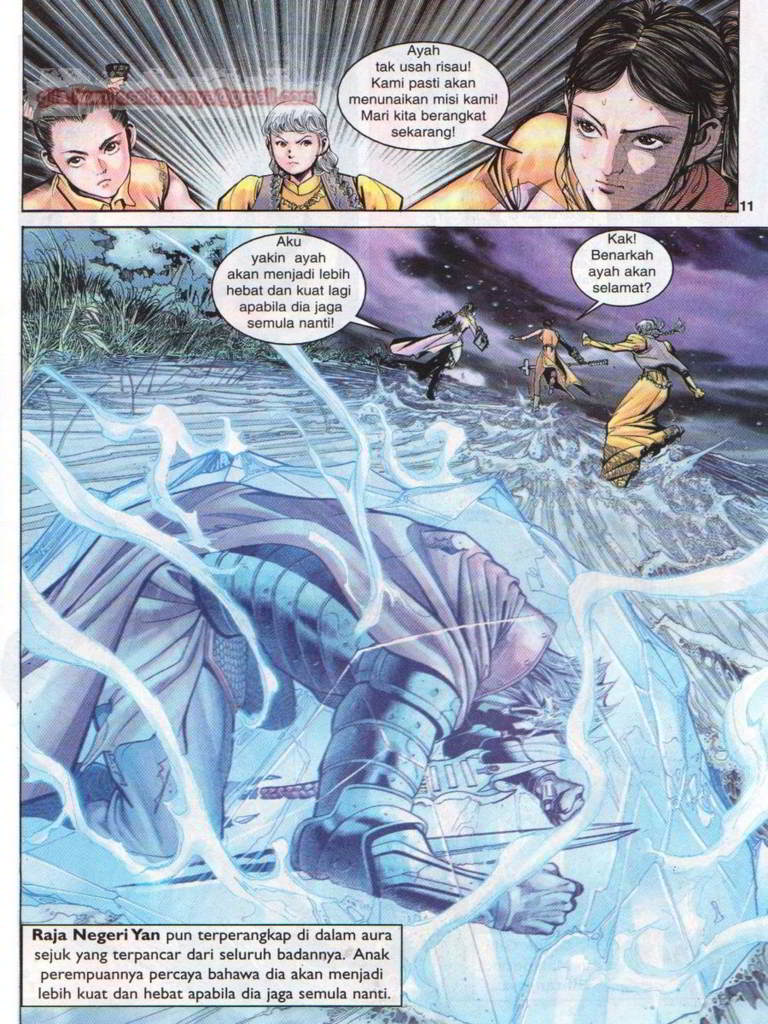 Ayah
tak usah risau!
Kami pasti akan
menunaikan misi kami!
Mari kita berangkat
sekarang!
11
Aku
yakin ayah
akan menjadi lebih
hebat dan kuat lagi
apabila dia jaga
semula nanti!
Kak!
Benarkah
ayah akan
selamat?
Raja Negeri Yan pun terperangkap di dalam aura
sejuk yang terpancar dari seluruh badannya. Anak
perempuannya percaya bahawa dia akan menjadi
lebih kuat dan hebat apabila dia jaga semula nanti.